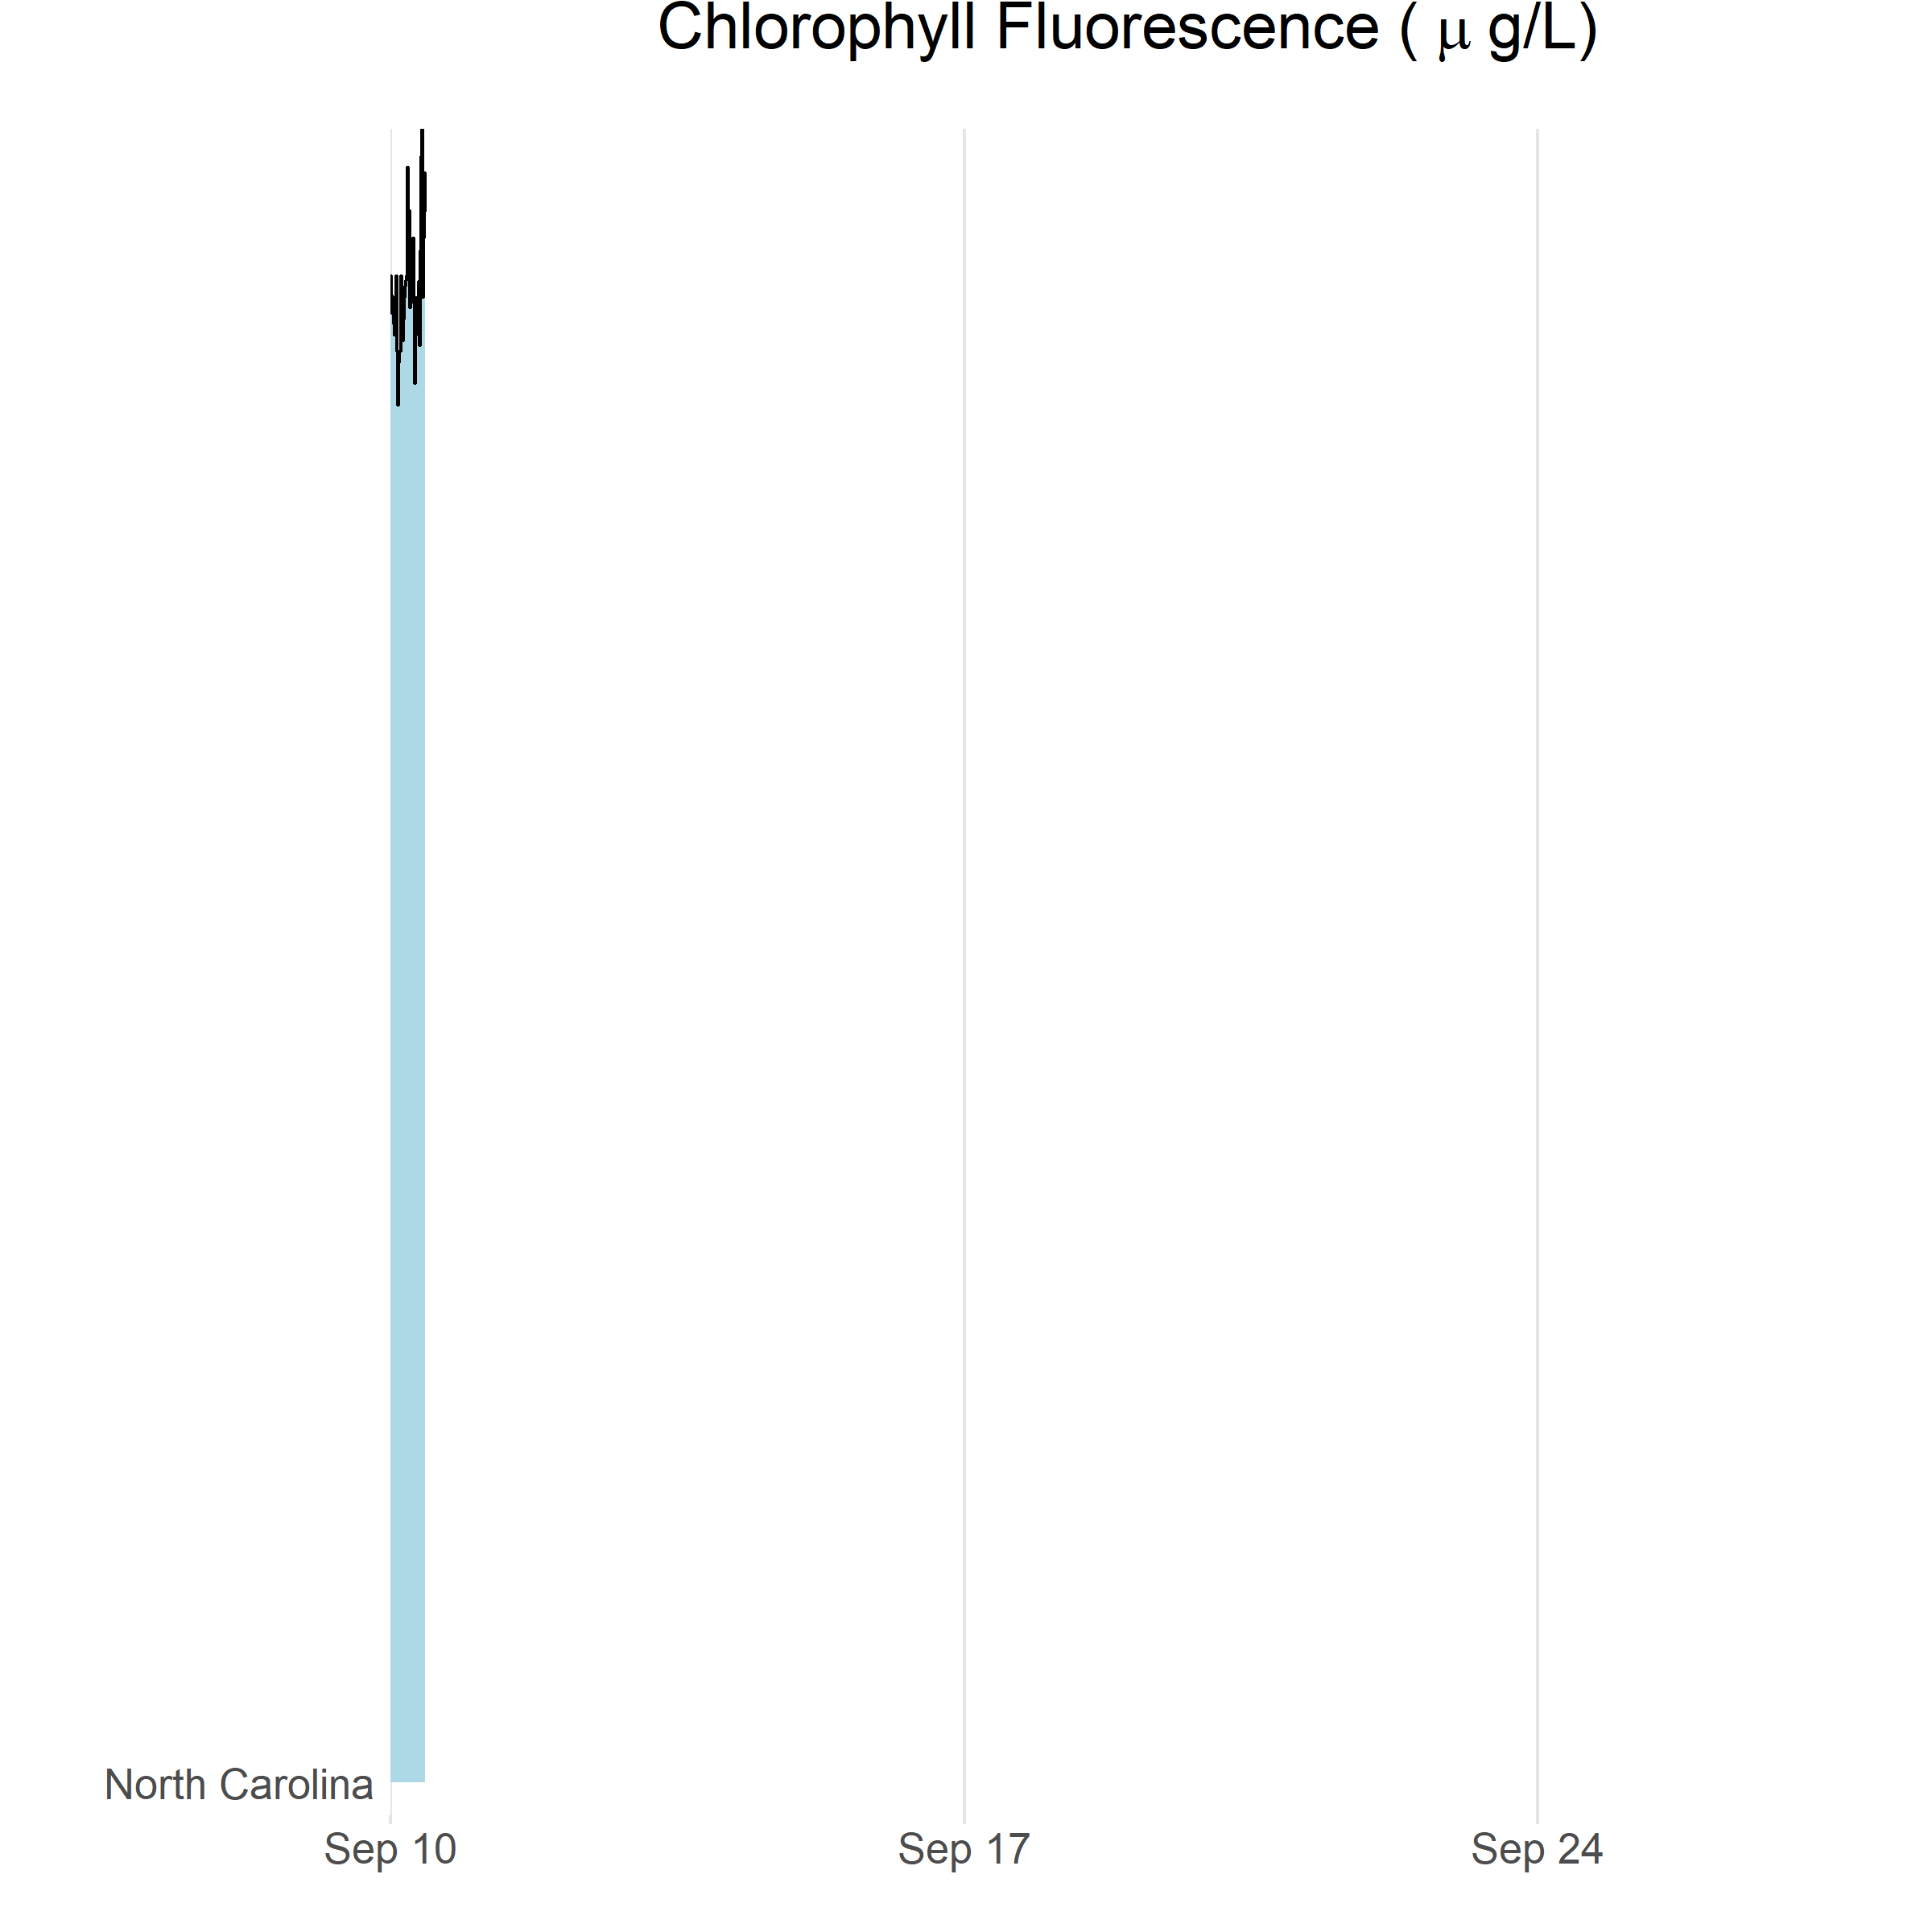 Chlorophyll Fluorescence ( μ g/L)
North Carolina
Sep 10 Sep 17 Sep 24